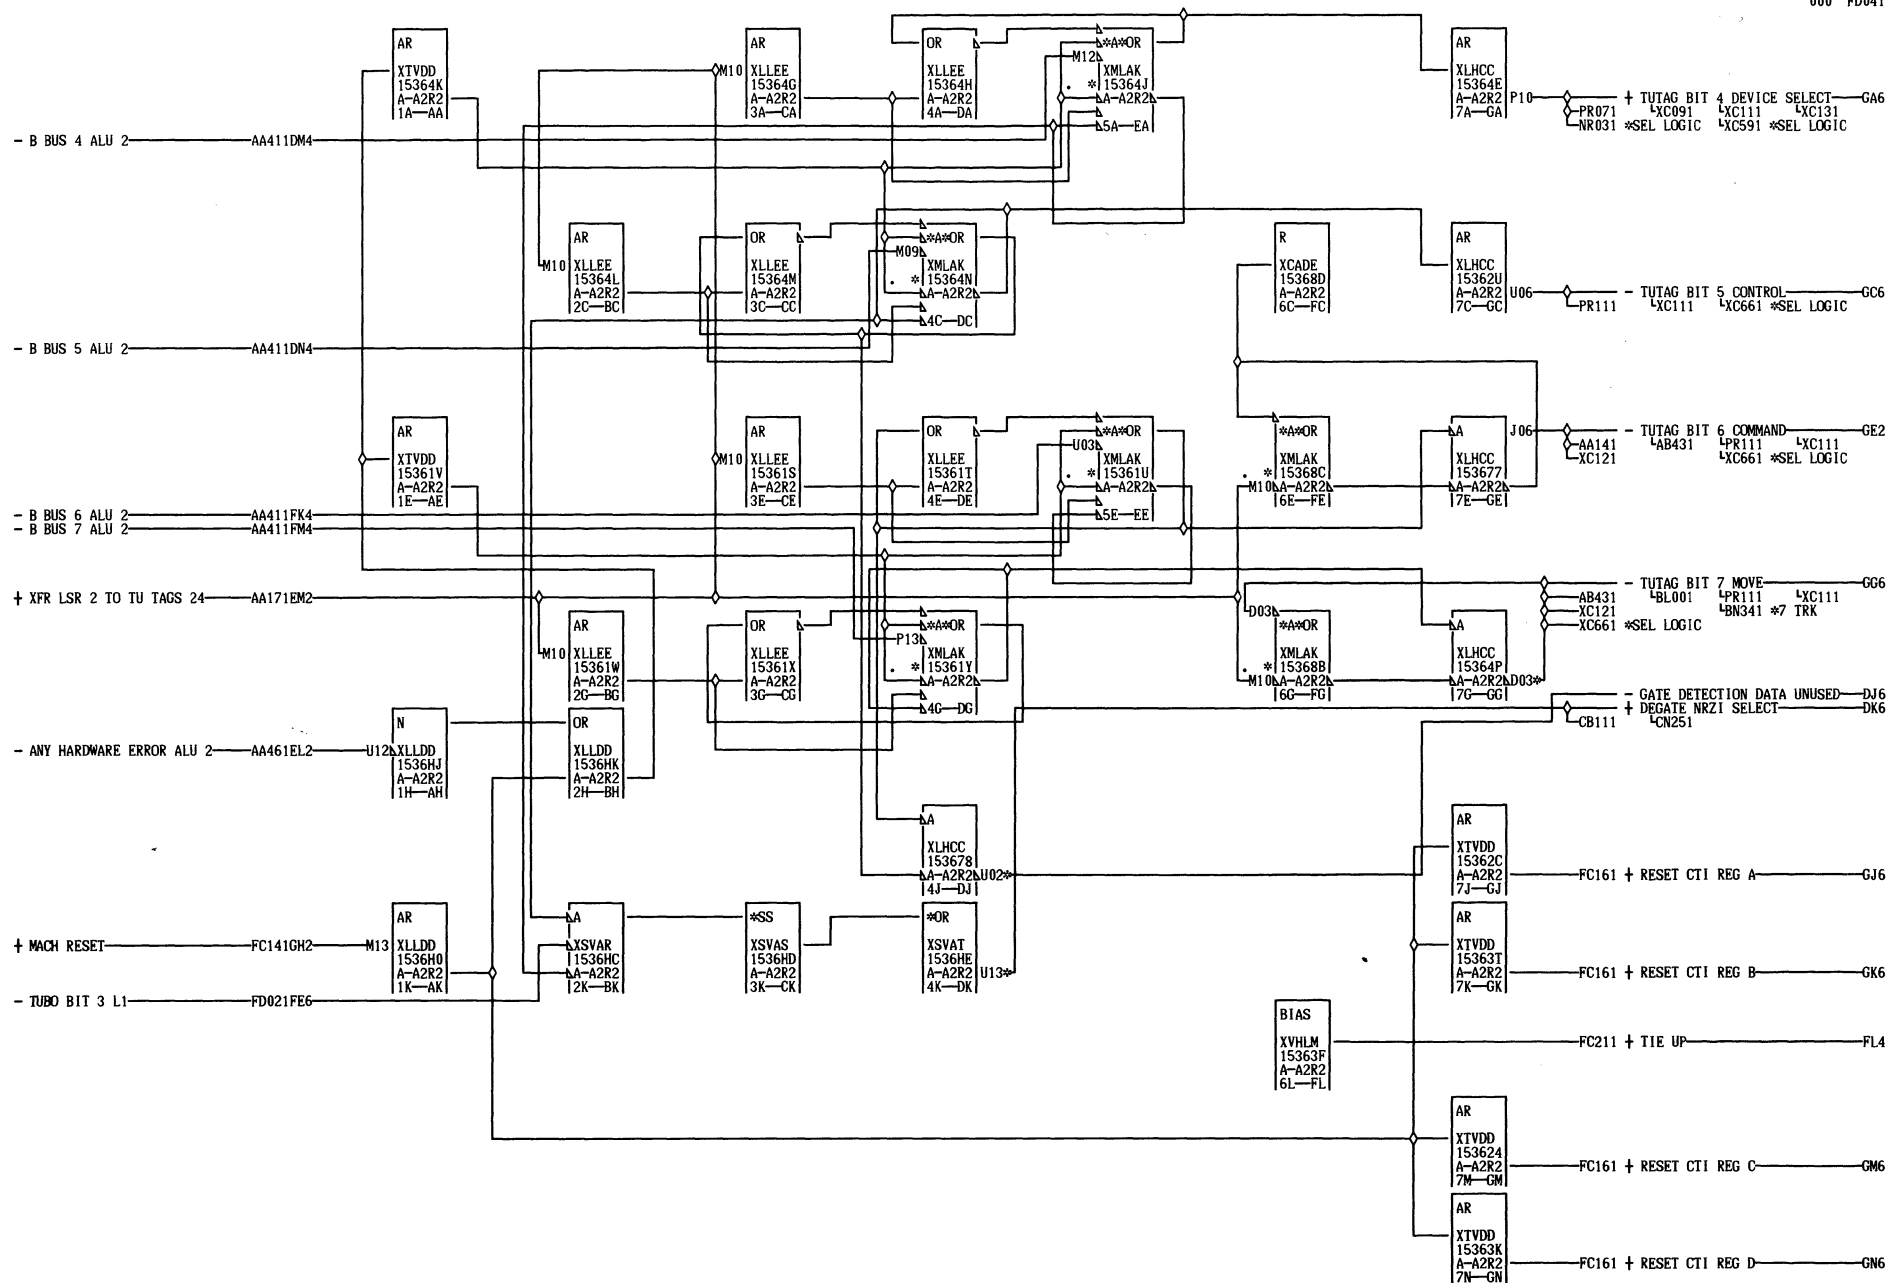 000 FD041
AR
XTVDD
15364K
A-A2R2
1A—AA
AR
M10 XLLEE
15364G
A-A2R2
3A—CA
OR
XLLEE
15364H
A-A2R2
4A—DA
*A*OR
M12
XMLAK
* 15364J
A-A2R2
5A—EA
AR
XLHCC
15364E
A-A2R2 P10
7A—GA
+ TUTAG BIT 4 DEVICE SELECT GA6
PR071 XC091 XC111 XC131
NR031 *SEL LOGIC XC591 *SEL LOGIC
- B BUS 4 ALU 2 AA411DM4
AR
M10 XLLEE
15364L
A-A2R2
2C—BC
OR
XLLEE
15364M
A-A2R2
3C—CC
*A*OR
M09
XMLAK
* 15364N
A-A2R2
4C—DC
R
XCADE
15368D
A-A2R2
6C—FC
AR
XLHCC
15362U
A-A2R2 U06
7C—GC
- TUTAG BIT 5 CONTROL GC6
PR111 XC111 XC661 *SEL LOGIC
- B BUS 5 ALU 2 AA411DN4
AR
XTVDD
15361V
A-A2R2
1E—AE
AR
M10 XLLEE
15361S
A-A2R2
3E—CE
OR
XLLEE
15361T
A-A2R2
4E—DE
*A*OR
U03
XMLAK
* 15361U
A-A2R2
5E—EE
*A*OR
XMLAK
* 15368C
M10 A-A2R2
6E—FE
A J06
XLHCC
153677
A-A2R2
7E—GE
- TUTAG BIT 6 COMMAND GE2
AA141 AB431 PR111 XC111
XC121 XC661 *SEL LOGIC
- B BUS 6 ALU 2 AA411FK4
- B BUS 7 ALU 2 AA411FM4
+ XFR LSR 2 TO TU TAGS 24 AA171EM2
AR
M10 XLLEE
15361W
A-A2R2
2G—BG
OR
XLLEE
15361X
A-A2R2
3G—CG
*A*OR
P13
XMLAK
* 15361Y
A-A2R2
4G—DG
D03
*A*OR
XMLAK
* 15368B
M10 A-A2R2
6G—FG
A
XLHCC
15364P
A-A2R2 D03*
7G—GG
- TUTAG BIT 7 MOVE GG6
AB431 BL001 PR111 XC111
XC121 BN341 *7 TRK
XC661 *SEL LOGIC
- GATE DETECTION DATA UNUSED DJ6
+ DEGATE NRZI SELECT DK6
CB111 CN251
- ANY HARDWARE ERROR ALU 2 AA461EL2
N
U12 XLLDD
1536HJ
A-A2R2
1H—AH
OR
XLLDD
1536HK
A-A2R2
2H—BH
A
XLHCC
153678
A-A2R2 U02*
4J—DJ
AR
XTVDD
15362C
A-A2R2
7J—GJ
FC161 + RESET CTI REG A GJ6
+ MACH RESET FC141GH2
AR
M13 XLLDD
1536H0
A-A2R2
1K—AK
A
XSVAR
1536HC
A-A2R2
2K—BK
*SS
XSVAS
1536HD
A-A2R2
3K—CK
*OR
XSVAT
1536HE
A-A2R2 U13*
4K—DK
AR
XTVDD
15363T
A-A2R2
7K—GK
FC161 + RESET CTI REG B GK6
- TUBO BIT 3 L1 FD021FE6
BIAS
XVHLM
15363F
A-A2R2
6L—FL
FC211 + TIE UP FL4
AR
XTVDD
153624
A-A2R2
7M—GM
FC161 + RESET CTI REG C GM6
AR
XTVDD
15363K
A-A2R2
7N—GN
FC161 + RESET CTI REG D GN6